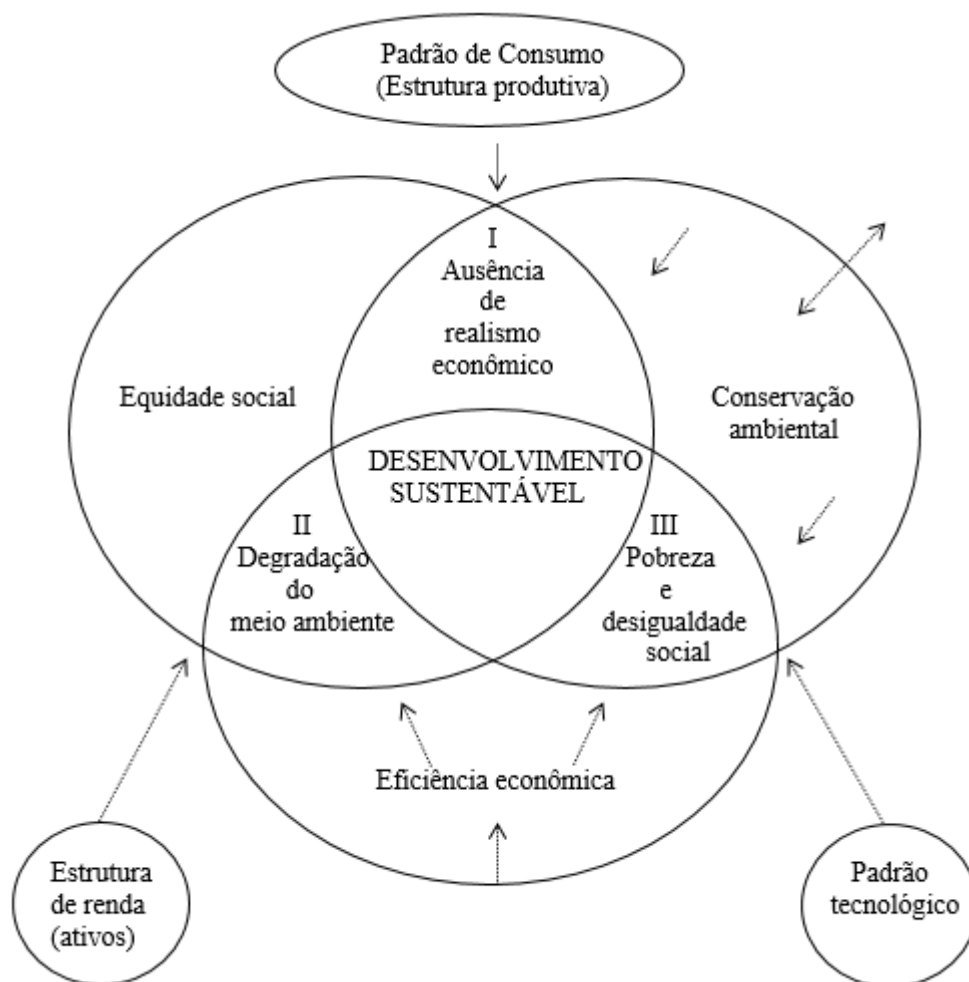 Padrão de Consumo
(Estrutura produtiva)
I
Ausência
de
realismo
econômico
Equidade social
Conservação
ambiental
DESENVOLVIMENTO
SUSTENTÁVEL
II
Degradação
do
meio ambiente
III
Pobreza
e
desigualdade
social
Eficiência econômica
Estrutura
de renda
(ativos)
Padrão
tecnológico